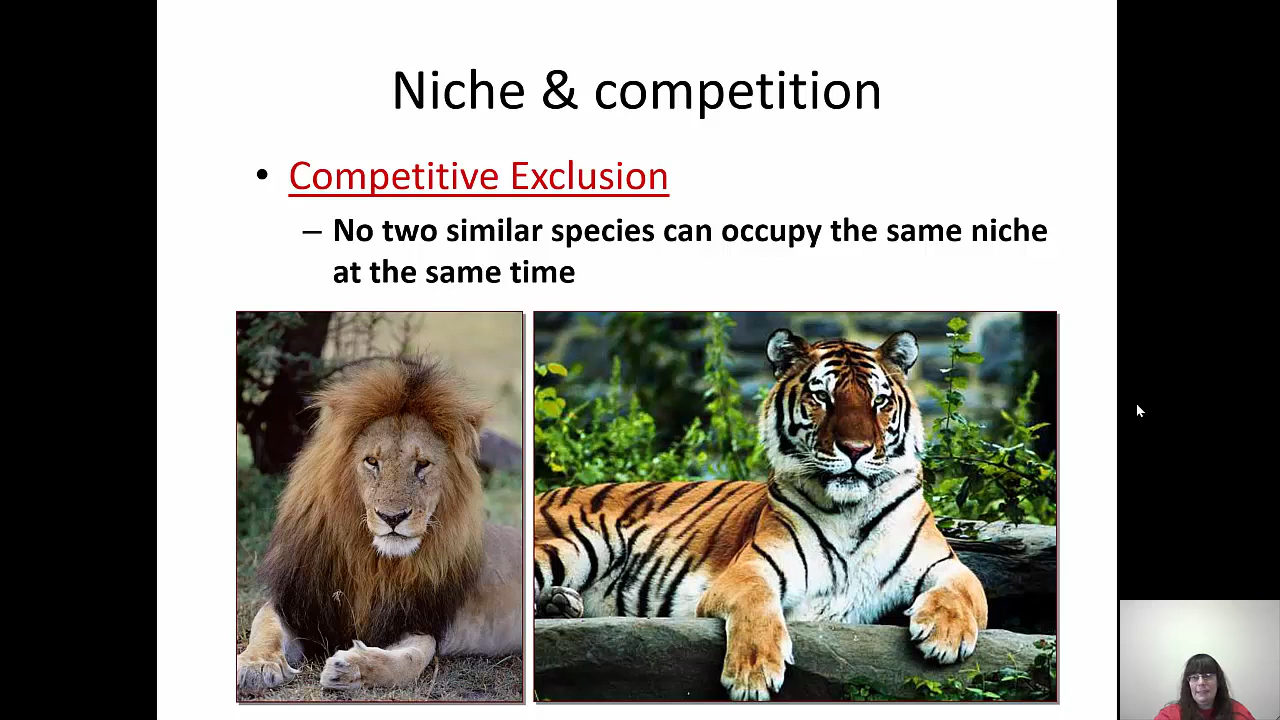 Niche & competition
• Competitive Exclusion
– No two similar species can occupy the same niche
at the same time